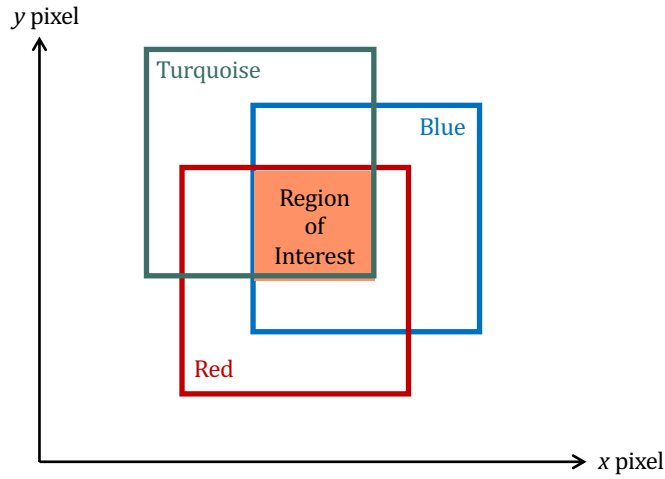 y pixel
Turquoise
Blue
Region
of
Interest
Red
x pixel